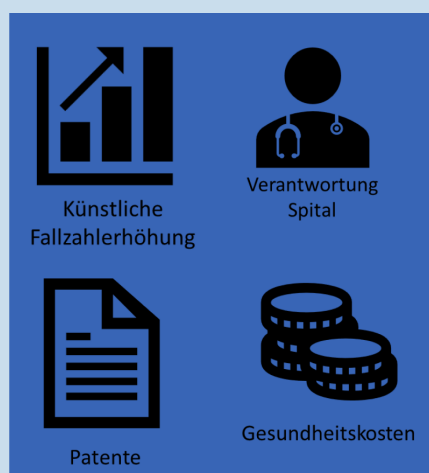 Künstliche
Fallzahlerhöhung
Verantwortung
Spital
Patente
Gesundheitskosten